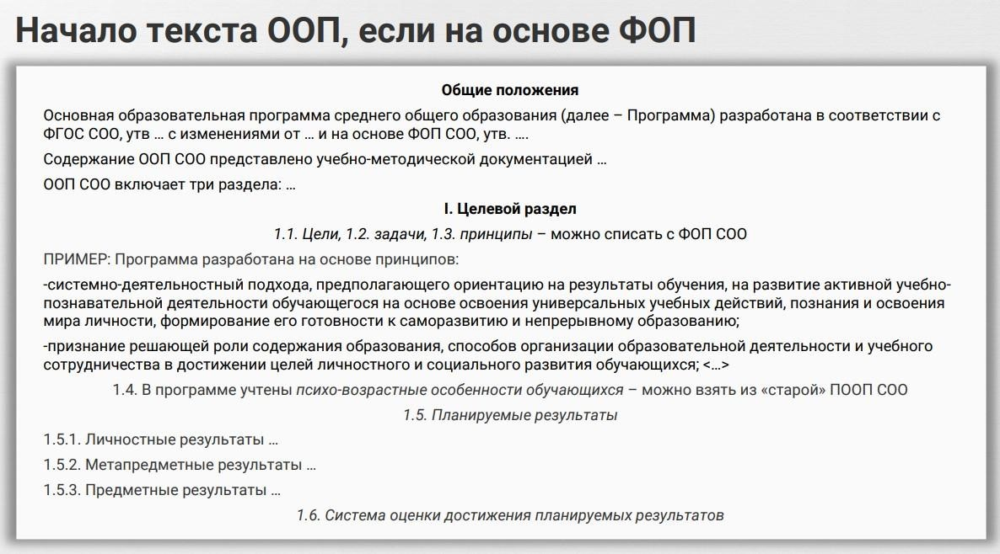 Начало текста ООП, если на основе ФОП
Общие положения
Основная образовательная программа среднего общего образования (далее – Программа) разработана в соответствии с
ФГОС СОО, утв … с изменениями от … и на основе ФОП СОО, утв. ….
Содержание ООП СОО представлено учебно-методической документацией …
ООП СОО включает три раздела: …
I. Целевой раздел
1.1. Цели, 1.2. задачи, 1.3. принципы – можно списать с ФОП СОО
ПРИМЕР: Программа разработана на основе принципов:
-системно-деятельностный подхода, предполагающего ориентацию на результаты обучения, на развитие активной учебно-
познавательной деятельности обучающегося на основе освоения универсальных учебных действий, познания и освоения
мира личности, формирование его готовности к саморазвитию и непрерывному образованию;
-признание решающей роли содержания образования, способов организации образовательной деятельности и учебного
сотрудничества в достижении целей личностного и социального развития обучающихся; <…>
1.4. В программе учтены психо-возрастные особенности обучающихся – можно взять из «старой» ПООП СОО
1.5. Планируемые результаты
1.5.1. Личностные результаты …
1.5.2. Метапредметные результаты …
1.5.3. Предметные результаты …
1.6. Система оценки достижения планируемых результатов